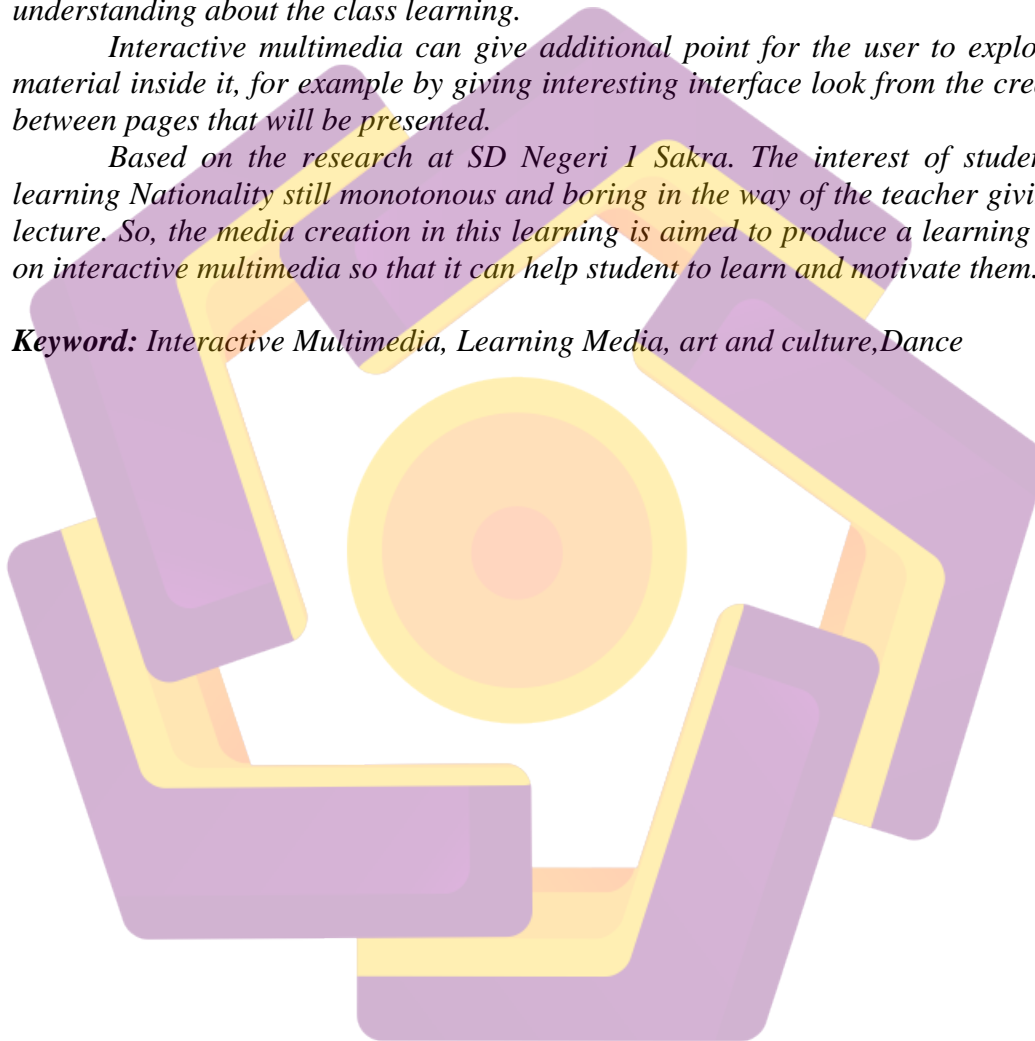 understanding about the class learning.
Interactive multimedia can give additional point for the user to explo
material inside it, for example by giving interesting interface look from the cre
between pages that will be presented.
Based on the research at SD Negeri 1 Sakra. The interest of studen
learning Nationality still monotonous and boring in the way of the teacher givi
lecture. So, the media creation in this learning is aimed to produce a learning
on interactive multimedia so that it can help student to learn and motivate them.
Keyword: Interactive Multimedia, Learning Media, art and culture,Dance